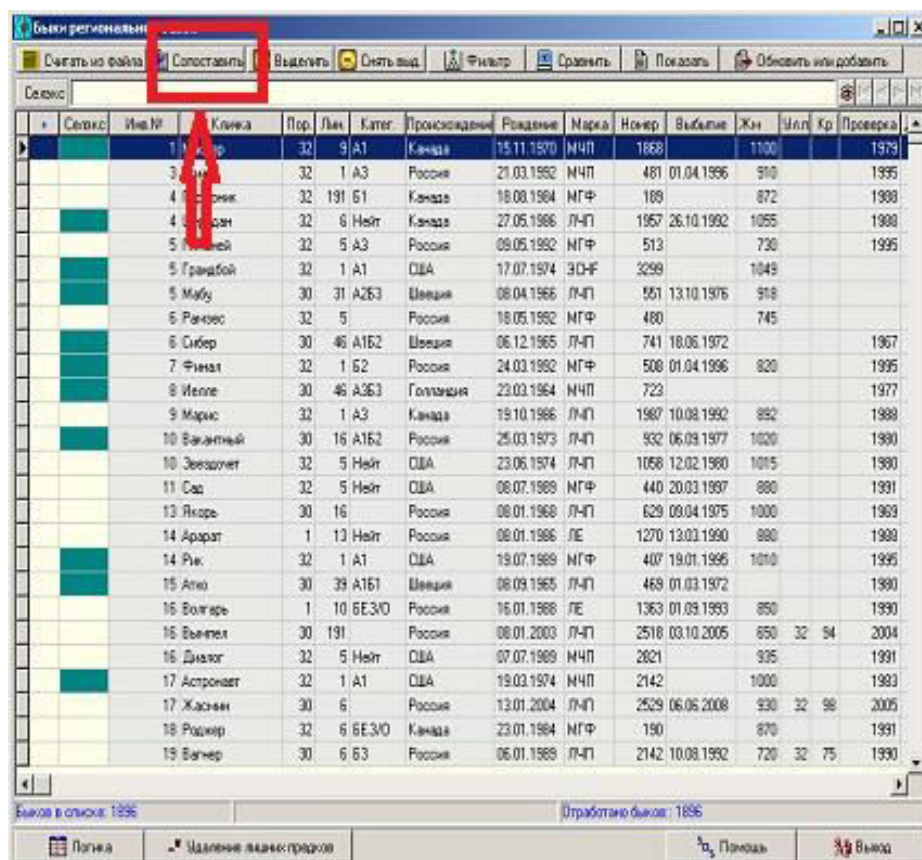 Быки регионально
Считать из файла Сопоставить Выделить Снять выд. Фильтр Сравнить Показать Обновить или добавить
Селэкс
+ Селэкс Инв.№ Кличка Пор. Лин. Катег. Происхождение Рождение Марка Номер Выбытие Ж.м Уп.л Кр Проверка
1 32 9 А1 Канада 15.11.1970 МЧП 1868 1100 1979
3 32 1 А3 Россия 21.03.1992 МЧП 481 01.04.1996 910 1995
4 32 191 Б1 Канада 18.08.1984 МГФ 189 872 1988
4 32 6 Нейт Канада 27.05.1986 ЛЧП 1957 26.10.1992 1055 1988
5 32 5 А3 Россия 09.05.1992 МГФ 513 730 1995
5 Грандбой 32 1 А1 США 17.07.1974 ЭСНГ 3299 1049
5 Мабу 30 31 А2Б3 Швеция 08.04.1966 ЛЧП 551 13.10.1976 918
6 Рамзес 32 5 Россия 18.05.1992 МГФ 480 745
6 Сибер 30 46 А1Б2 Швеция 06.12.1965 ЛЧП 741 18.06.1972 1967
7 Финал 32 1 Б2 Россия 24.03.1992 МГФ 508 01.04.1996 820 1995
8 Иелле 30 46 А3Б3 Голландия 23.03.1964 МЧП 723 1977
9 Марис 32 1 А3 Канада 19.10.1986 ЛЧП 1987 10.08.1992 892 1988
10 Вакантный 30 16 А1Б2 Россия 25.03.1973 ЛЧП 932 06.09.1977 1020 1980
10 Звездочет 32 5 Нейт США 23.06.1974 ЛЧП 1058 12.02.1980 1015 1980
11 Сад 32 5 Нейт США 08.07.1989 МГФ 440 20.03.1997 880 1991
13 Якорь 30 16 Россия 08.01.1968 ЛЧП 629 09.04.1975 1000 1969
14 Арарат 1 13 Нейт Россия 08.01.1986 ЛЕ 1270 13.03.1990 880 1988
14 Рик 32 1 А1 США 19.07.1989 МГФ 407 19.01.1995 1010 1995
15 Атко 30 39 А1Б1 Швеция 08.09.1965 ЛЧП 469 01.03.1972 1980
16 Волгарь 1 10 БЕЗ/О Россия 16.01.1988 ЛЕ 1363 01.09.1993 850 1990
16 Вымпел 30 191 Россия 08.01.2003 ЛЧП 2518 03.10.2005 650 32 94 2004
16 Диалог 32 5 Нейт США 07.07.1989 МЧП 2821 935 1991
17 Астронавт 32 1 А1 США 19.03.1974 МЧП 2142 1000 1983
17 Жасмин 30 6 Россия 13.01.2004 ЛЧП 2529 06.06.2008 930 32 98 2005
18 Роджер 32 6 БЕЗ/О Канада 23.01.1984 МГФ 190 870 1991
19 Вагнер 30 6 Б3 Россия 06.01.1989 ЛЧП 2142 10.08.1992 720 32 75 1990
Быков в списке: 1896 Отработано быков: 1896
Логика Удаление лишних предков Помощь Выход